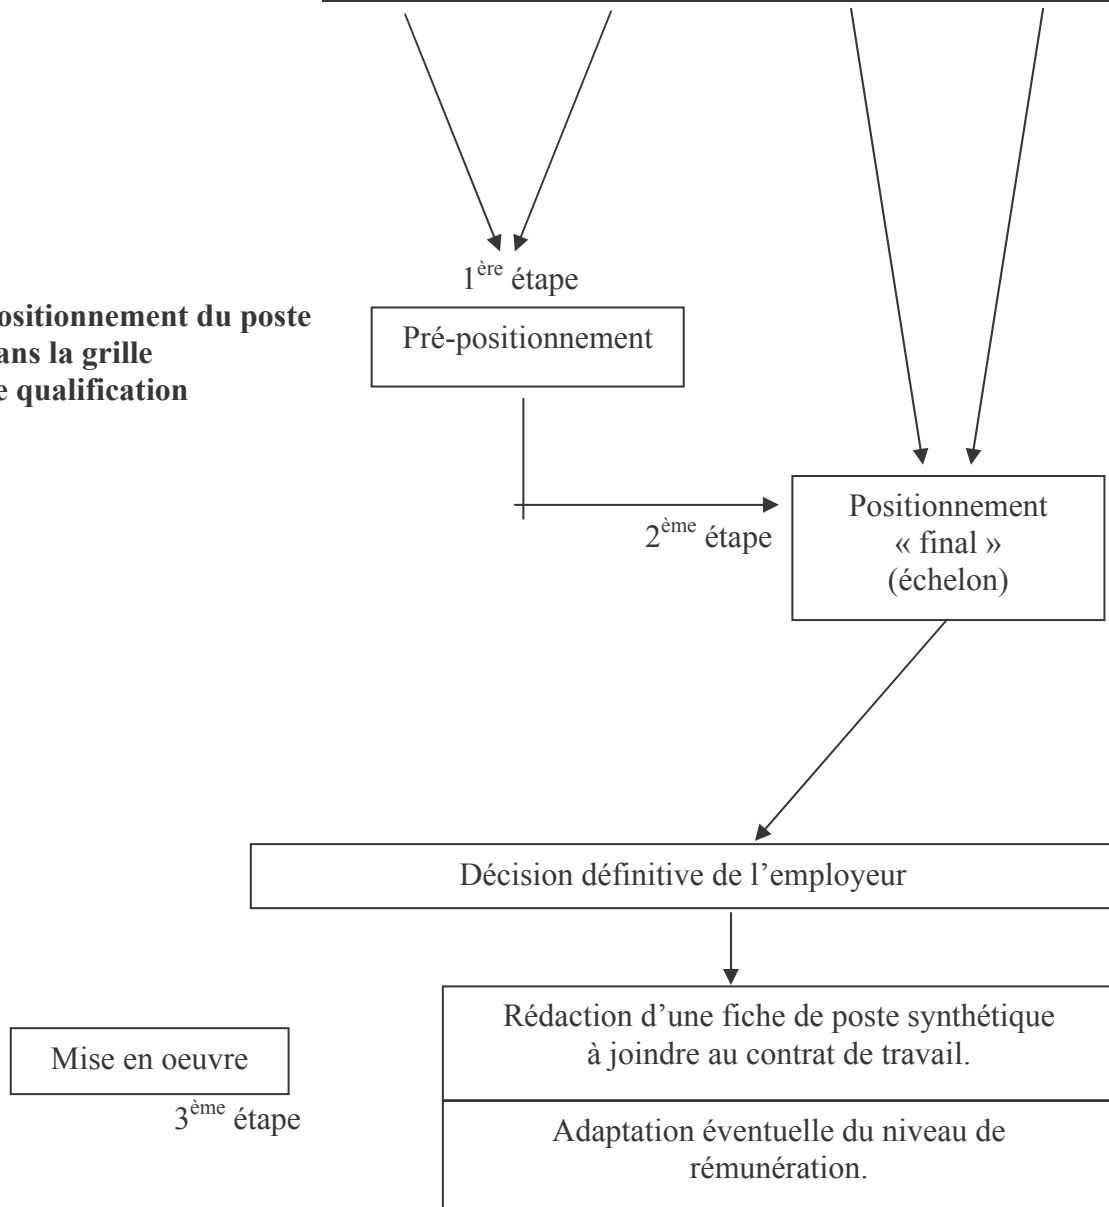 1ère étape
ositionnement du poste
ans la grille
e qualification
Pré-positionnement
2ème étape
Positionnement
« final »
(échelon)
Décision définitive de l’employeur
Rédaction d’une fiche de poste synthétique
à joindre au contrat de travail.
Mise en oeuvre
3ème étape
Adaptation éventuelle du niveau de
rémunération.